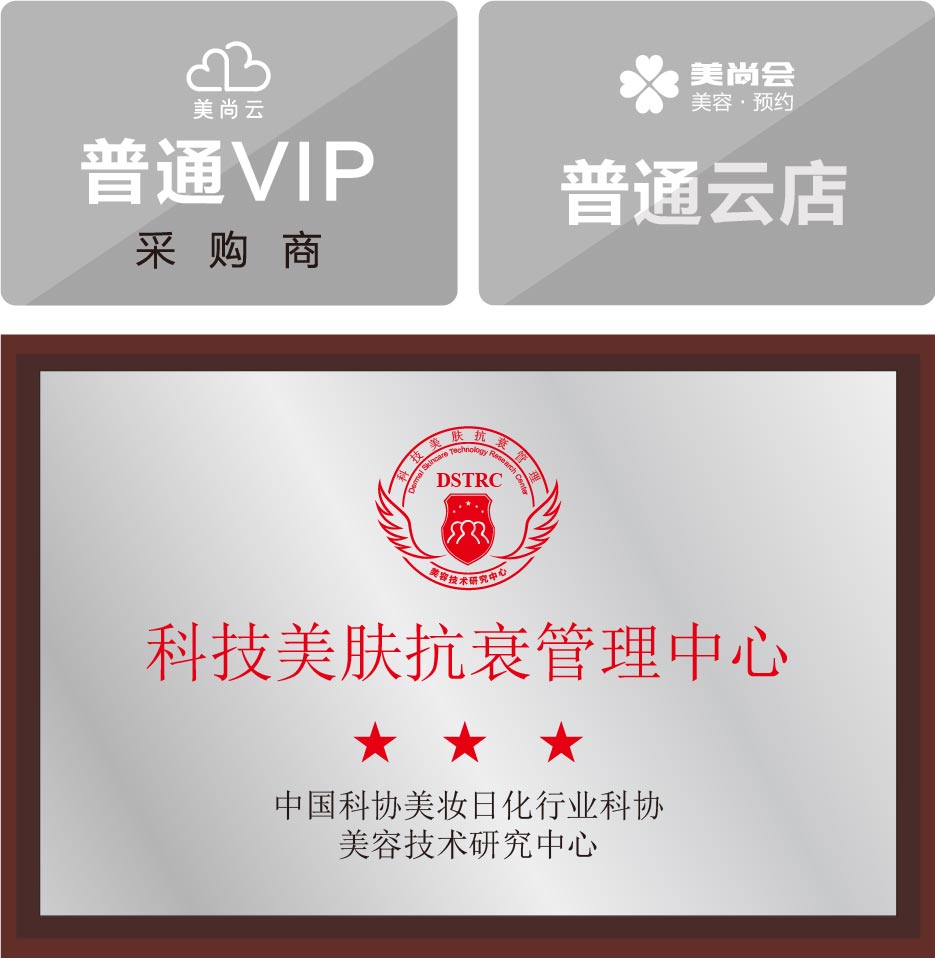 美尚云
普通VIP
采购商
美尚会
美容·预约
普通云店
科技美肤抗衰管理
Dermal Skincare Technology Research Center
DSTRC
美容技术研究中心
科技美肤抗衰管理中心
中国科协美妆日化行业科协
美容技术研究中心